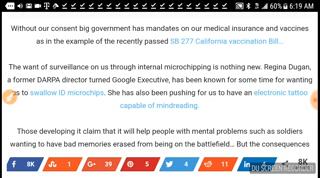 60% 6:19 AM
Without our consent big government has mandates on our medical insurance and vaccines
as in the example of the recently passed SB 277 California vaccination Bill...
The want of surveillance on us through internal microchipping is nothing new. Regina Dugan,
a former DARPA director turned Google Executive, has been known for some time for wanting
us to swallow ID microchips. She has also been pushing for us to have an electronic tattoo
capable of mindreading.
Those developing it claim that it will help people with mental problems such as soldiers
wanting to have bad memories erased from being on the battlefield... But the consequences
8K 1 39 5 4 11 8K
DU SCREEN RECORDER